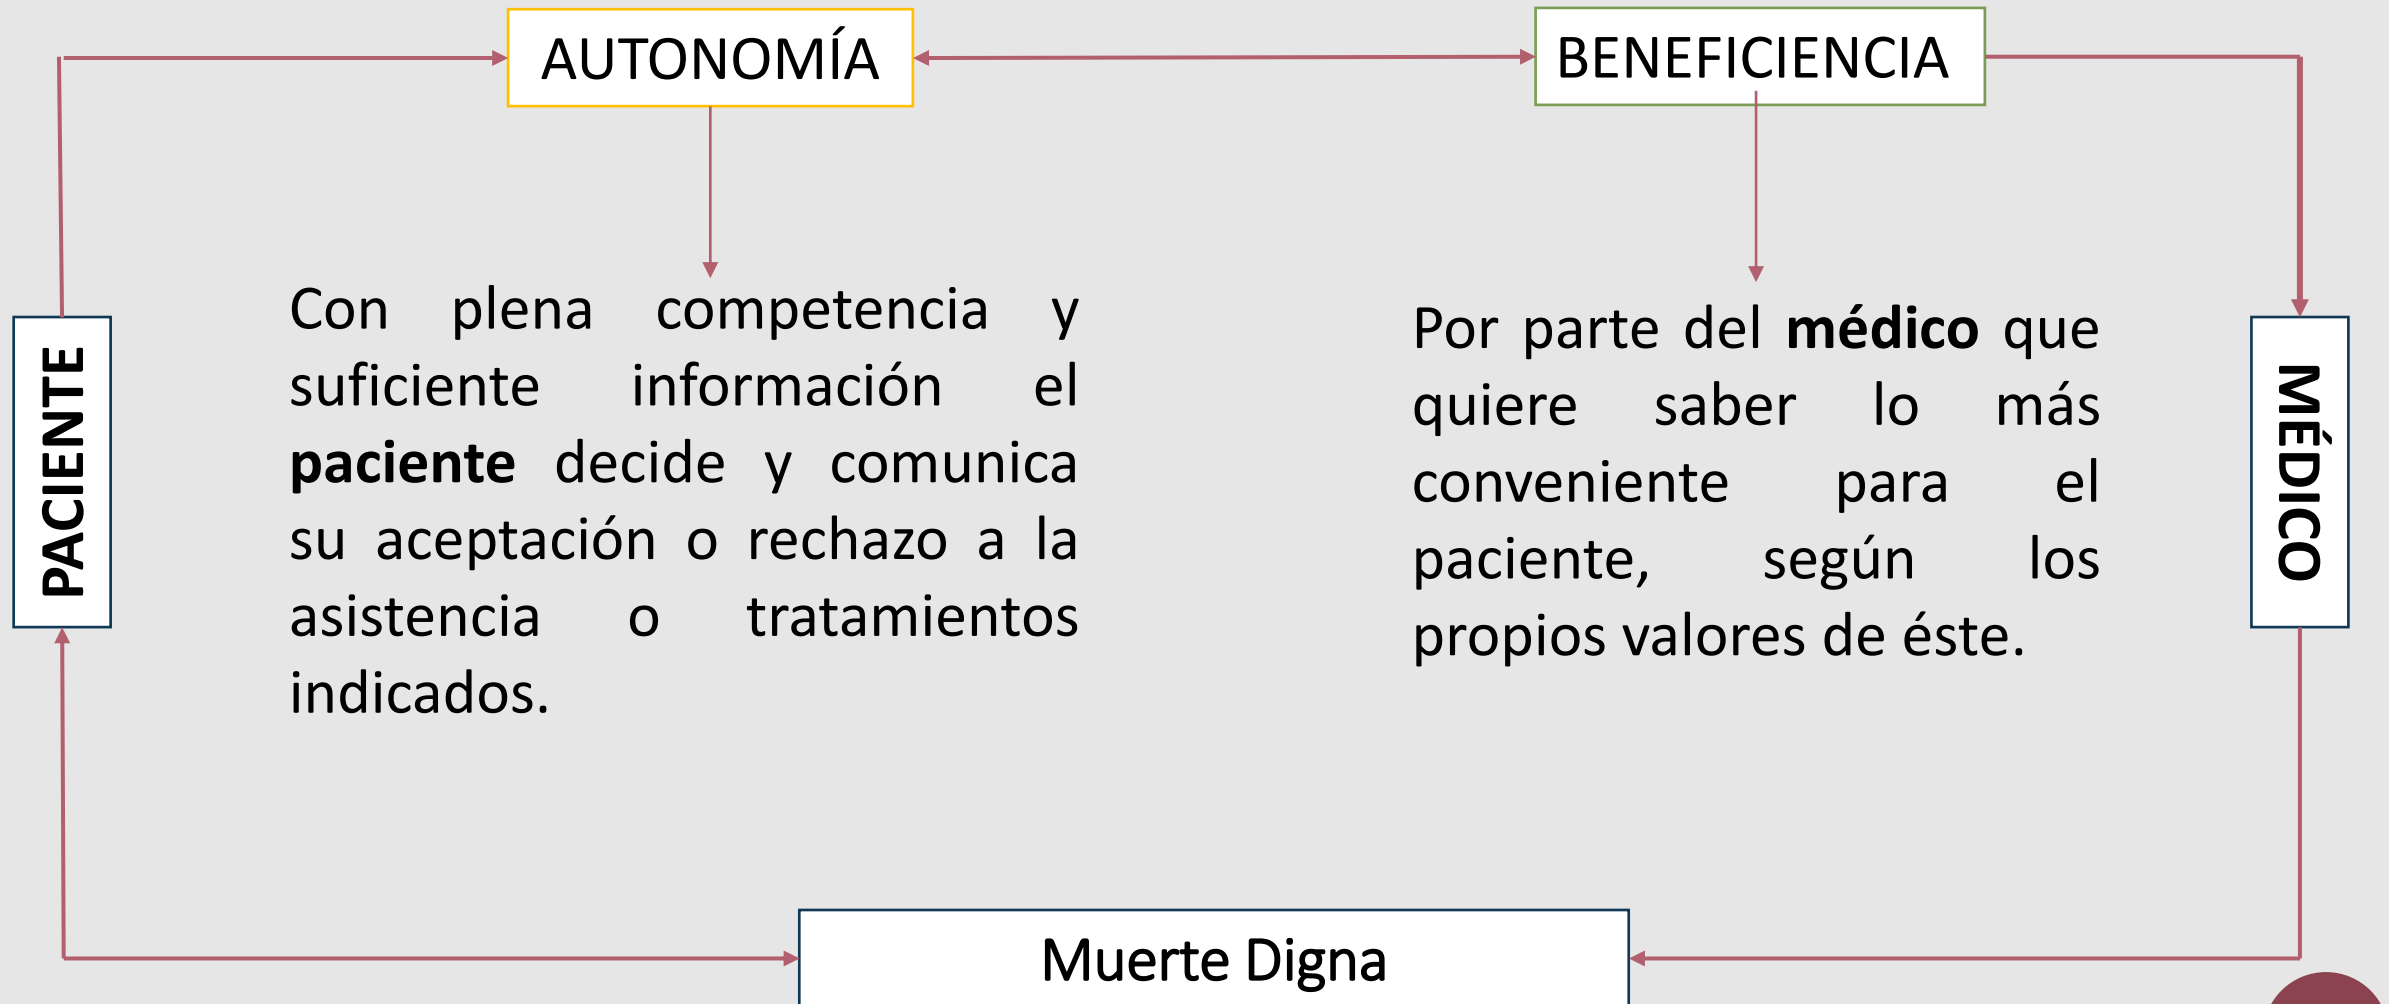 AUTONOMÍA
BENEFICIENCIA
PACIENTE
Con plena competencia y
suficiente información el
paciente decide y comunica
su aceptación o rechazo a la
asistencia o tratamientos
indicados.
Por parte del médico que
quiere saber lo más
conveniente para el
paciente, según los
propios valores de éste.
MÉDICO
Muerte Digna